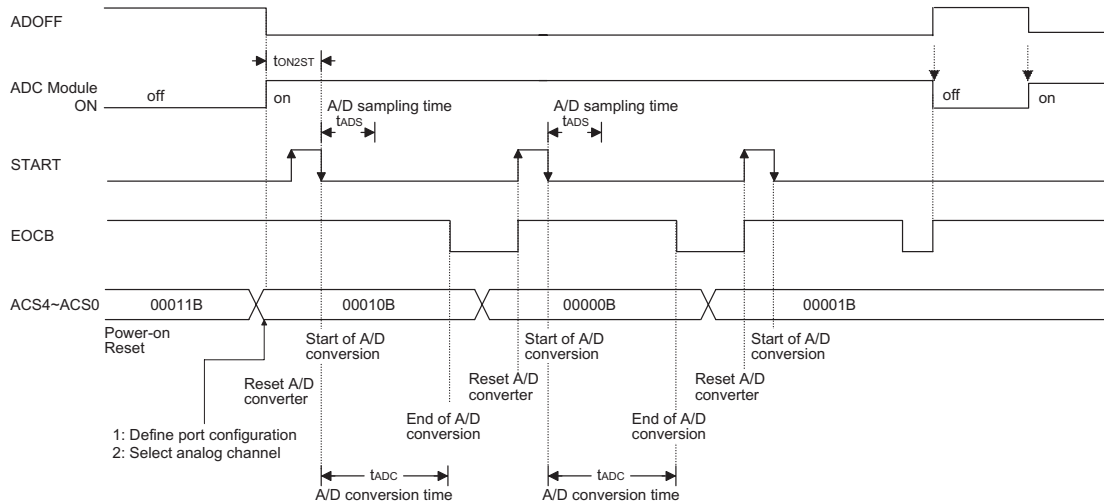 ADOFF
tON2ST
ADC Module
ON
off
on
off
on
A/D sampling time
tADS
A/D sampling time
tADS
START
EOCB
ACS4~ACS0
00011B
00010B
00000B
00001B
Power-on
Reset
Start of A/D
conversion
Start of A/D
conversion
Start of A/D
conversion
Reset A/D
converter
Reset A/D
converter
Reset A/D
converter
End of A/D
conversion
End of A/D
conversion
1: Define port configuration
2: Select analog channel
tADC
A/D conversion time
tADC
A/D conversion time